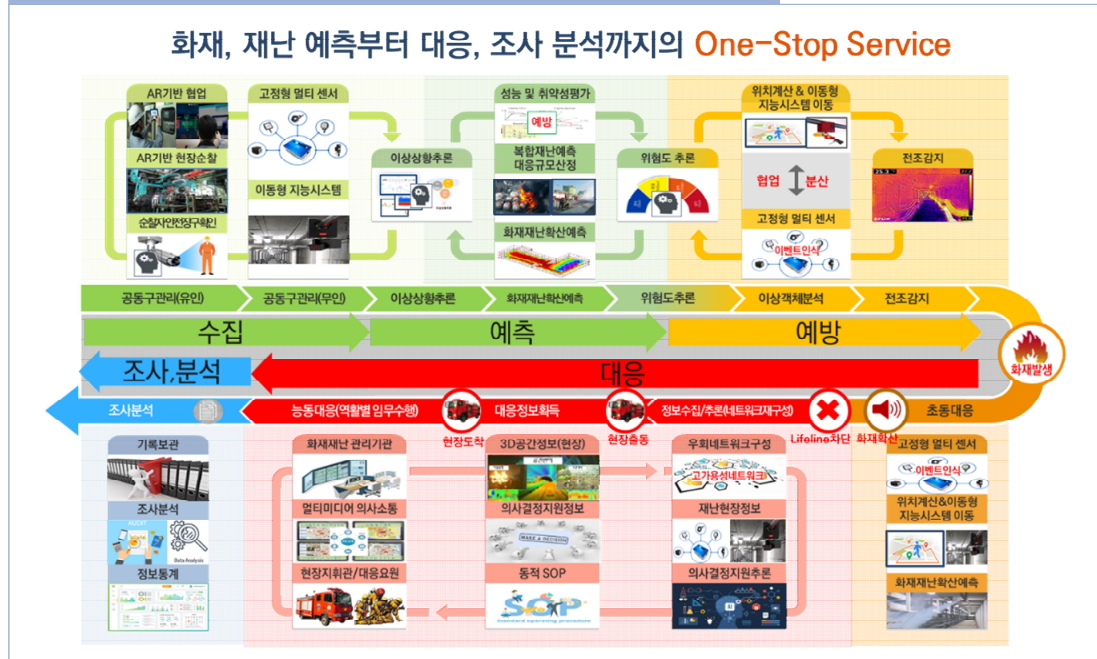 화재, 재난 예측부터 대응, 조사 분석까지의 One-Stop Service
AR기반 협업
AR기반 현장순찰
순찰자안전장구확인
고정형 멀티 센서
이동형 지능시스템
이상상황추론
성능 및 취약성평가
예방
복합재난예측
대응규모산정
화재재난확산예측
위험도 추론
위치계산 & 이동형
지능시스템 이동
협업 분산
고정형 멀티 센서
이벤트인식
전조감지
공동구관리(유인)
공동구관리(무인)
이상상황추론
화재재난확산예측
위험도추론
이상객체분석
전조감지
수집
예측
예방
화재발생
조사,분석
대응
조사분석
능동대응(역활별 임무수행)
현장도착
대응정보획득
현장출동
정보수집/추론(네트워크재구성)
Lifeline차단
화재확산
초동대응
기록보관
조사분석
AUDIT
Data Analysis
정보통계
화재재난 관리기관
멀티미디어 의사소통
현장지휘관/대응요원
3D공간정보(현장)
의사결정지원정보
MAKE A DECISION
동적 SOP
SOP
standard operating procedure
우회네트워크구성
고가용성네트워크
재난현장정보
의사결정지원추론
고정형 멀티 센서
이벤트인식
위치계산&이동형
지능시스템 이동
화재재난확산예측